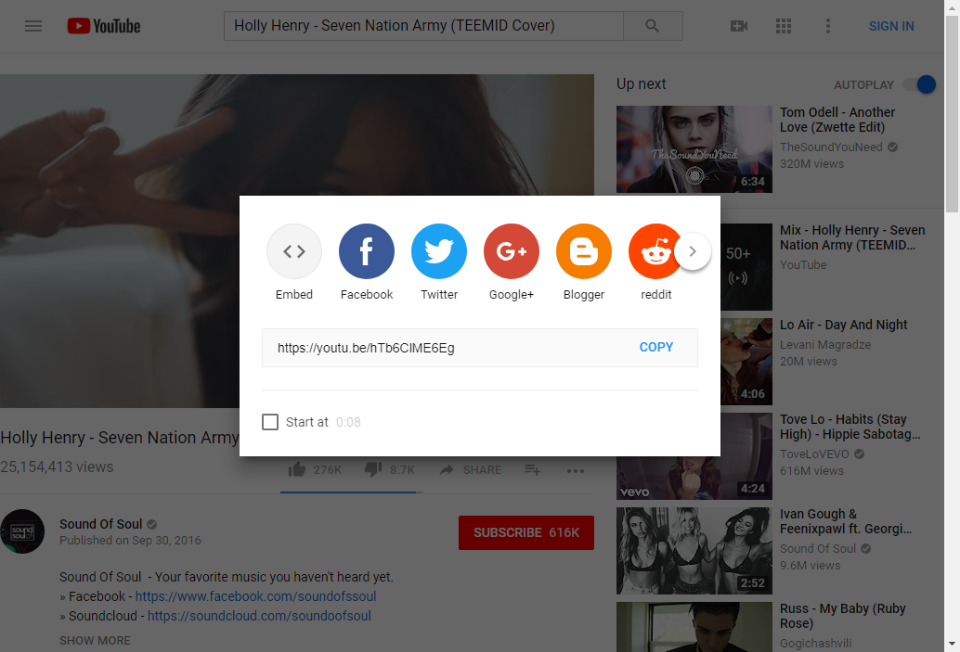 YouTube
Holly Henry - Seven Nation Army (TEEMID Cover)
SIGN IN
Up next
AUTOPLAY
TheSoundYouNeed
6:34
Tom Odell - Another
Love (Zwette Edit)
TheSoundYouNeed
320M views
50+
Mix - Holly Henry - Seven
Nation Army (TEEMID…
YouTube
4:06
Lo Air - Day And Night
Levani Magradze
20M views
vevo
4:24
Tove Lo - Habits (Stay
High) - Hippie Sabotag…
ToveLoVEVO
616M views
2:52
Ivan Gough &
Feenixpawl ft. Georgi…
Sound Of Soul
9.6M views
Russ - My Baby (Ruby
Rose)
Gogichashvili
Embed
Facebook
Twitter
Google+
Blogger
reddit
https://youtu.be/hTb6CIME6Eg
COPY
Start at 0:08
Holly Henry - Seven Nation Army
25,154,413 views
276K
8.7K
SHARE
sound
soul
Sound Of Soul
Published on Sep 30, 2016
SUBSCRIBE 616K
Sound Of Soul - Your favorite music you haven't heard yet.
» Facebook - https://www.facebook.com/soundofssoul
» Soundcloud - https://soundcloud.com/soundoofsoul
SHOW MORE